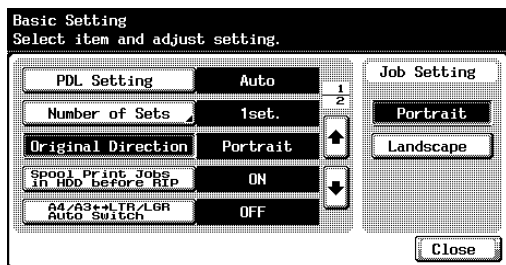 Basic Setting
Select item and adjust setting.
PDL Setting Auto
Number of Sets 1set.
Original Direction Portrait
Spool Print Jobs
in HDD before RIP ON
A4/A3↔LTR/LGR
Auto Switch OFF
1
2
Job Setting
Portrait
Landscape
Close